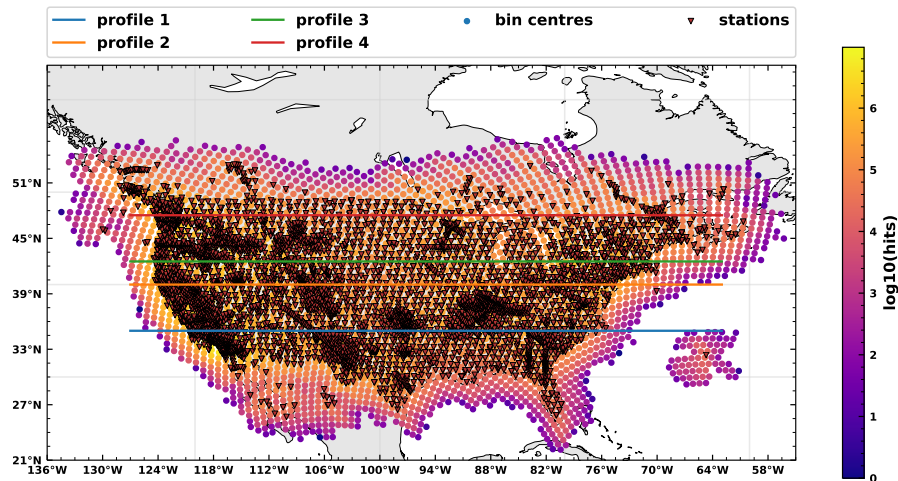 profile 1 profile 3 bin centres stations
profile 2 profile 4
6
5
4
3
2
1
0
log10(hits)
51°N
45°N
39°N
33°N
27°N
21°N
136°W 130°W 124°W 118°W 112°W 106°W 100°W 94°W 88°W 82°W 76°W 70°W 64°W 58°W